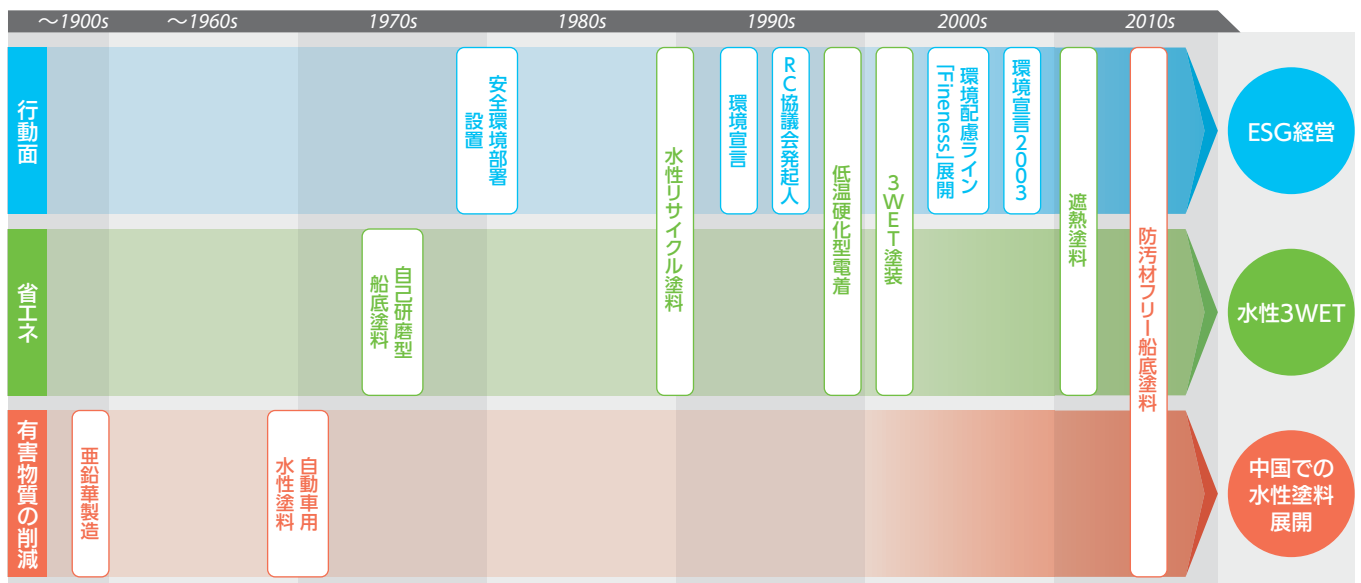 ～1900s
～1960s
1970s
1980s
1990s
2000s
2010s
行動面
安全環境部署
設置
水性リサイクル塗料
環境宣言
RC協議会発起人
低温硬化型電着
3WET塗装
環境配慮ライン
「Fineness」展開
環境宣言2003
遮熱塗料
防汚材フリー船底塗料
ESG経営
省エネ
自己研磨型
船底塗料
水性3WET
有害物質の削減
亜鉛華製造
自動車用
水性塗料
中国での
水性塗料
展開